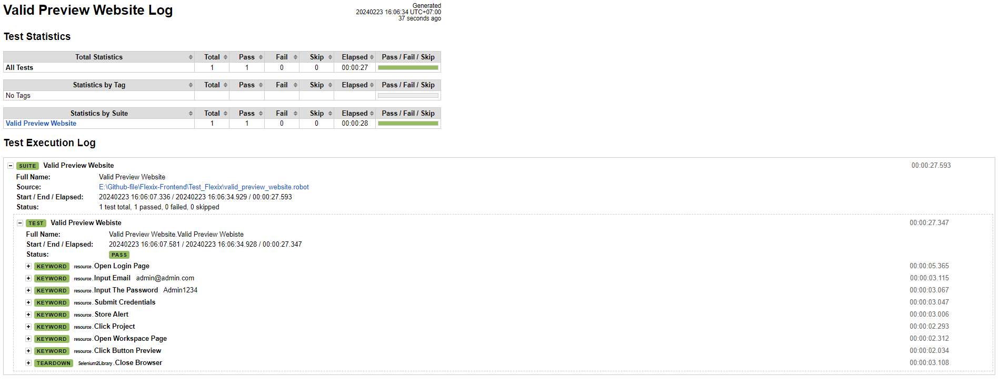 Valid Preview Website Log
Generated
20240223 16:06:34 UTC+07:00
37 seconds ago
Test Statistics
Total Statistics Total Pass Fail Skip Elapsed Pass / Fail / Skip
All Tests 1 1 0 0 00:00:27
Statistics by Tag Total Pass Fail Skip Elapsed Pass / Fail / Skip
No Tags
Statistics by Suite Total Pass Fail Skip Elapsed Pass / Fail / Skip
Valid Preview Website 1 1 0 0 00:00:28
Test Execution Log
SUITE Valid Preview Website 00:00:27.593
Full Name: Valid Preview Website
Source: E:\Github-file\Flexix-Frontend\Test_Flexix\valid_preview_website.robot
Start / End / Elapsed: 20240223 16:06:07.336 / 20240223 16:06:34.929 / 00:00:27.593
Status: 1 test total, 1 passed, 0 failed, 0 skipped
TEST Valid Preview Webiste 00:00:27.347
Full Name: Valid Preview Website.Valid Preview Webiste
Start / End / Elapsed: 20240223 16:06:07.581 / 20240223 16:06:34.928 / 00:00:27.347
Status: PASS
KEYWORD resource.Open Login Page 00:00:05.365
KEYWORD resource.Input Email admin@admin.com 00:00:03.115
KEYWORD resource.Input The Password Admin1234 00:00:03.067
KEYWORD resource.Submit Credentials 00:00:03.047
KEYWORD resource.Store Alert 00:00:03.006
KEYWORD resource.Click Project 00:00:02.293
KEYWORD resource.Open Workspace Page 00:00:02.312
KEYWORD resource.Click Button Preview 00:00:02.034
TEARDOWN Selenium2Library.Close Browser 00:00:03.108